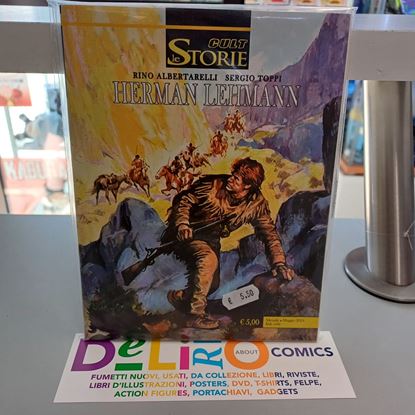 CULT
le STORIE
RINO ALBERTARELLI SERGIO TOPPI
HERMAN LEHMANN
€ 5,50
€ 5,00
DeLiRiO ABOUT COMICS
FUMETTI NUOVI, USATI, DA COLLEZIONE, LIBRI, RIVISTE,
LIBRI D'ILLUSTRAZIONI, POSTERS, DVD, T-SHIRTS, FELPE,
ACTION FIGURES, PORTACHIAVI, GADGETS